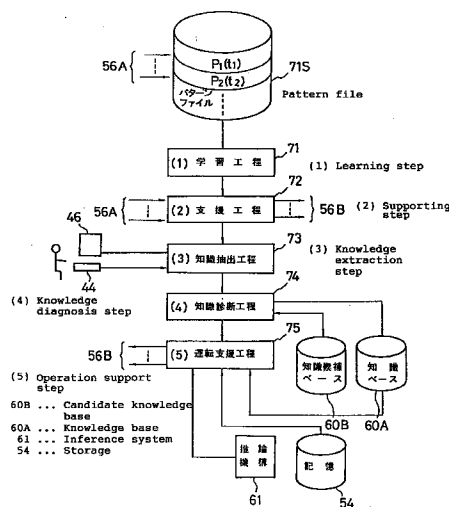 56A
P₁(t₁)
P₂(t₂)
パターン
ファイル
71S
Pattern file
71
(1) 学習工程
(1) Learning step
72
56A
(2) 支援工程
56B
(2) Supporting
step
46
73
(3) 知識抽出工程
(3) Knowledge
extraction
step
44
74
(4) Knowledge
diagnosis step
(4) 知識診断工程
75
56B
(5) 運転支援工程
知識候補
ベース
知識
ベース
60B
60A
(5) Operation support
step
60B ... Candidate knowledge
base
60A ... Knowledge base
61 ... Inference system
54 ... Storage
推論
機構
61
記憶
54